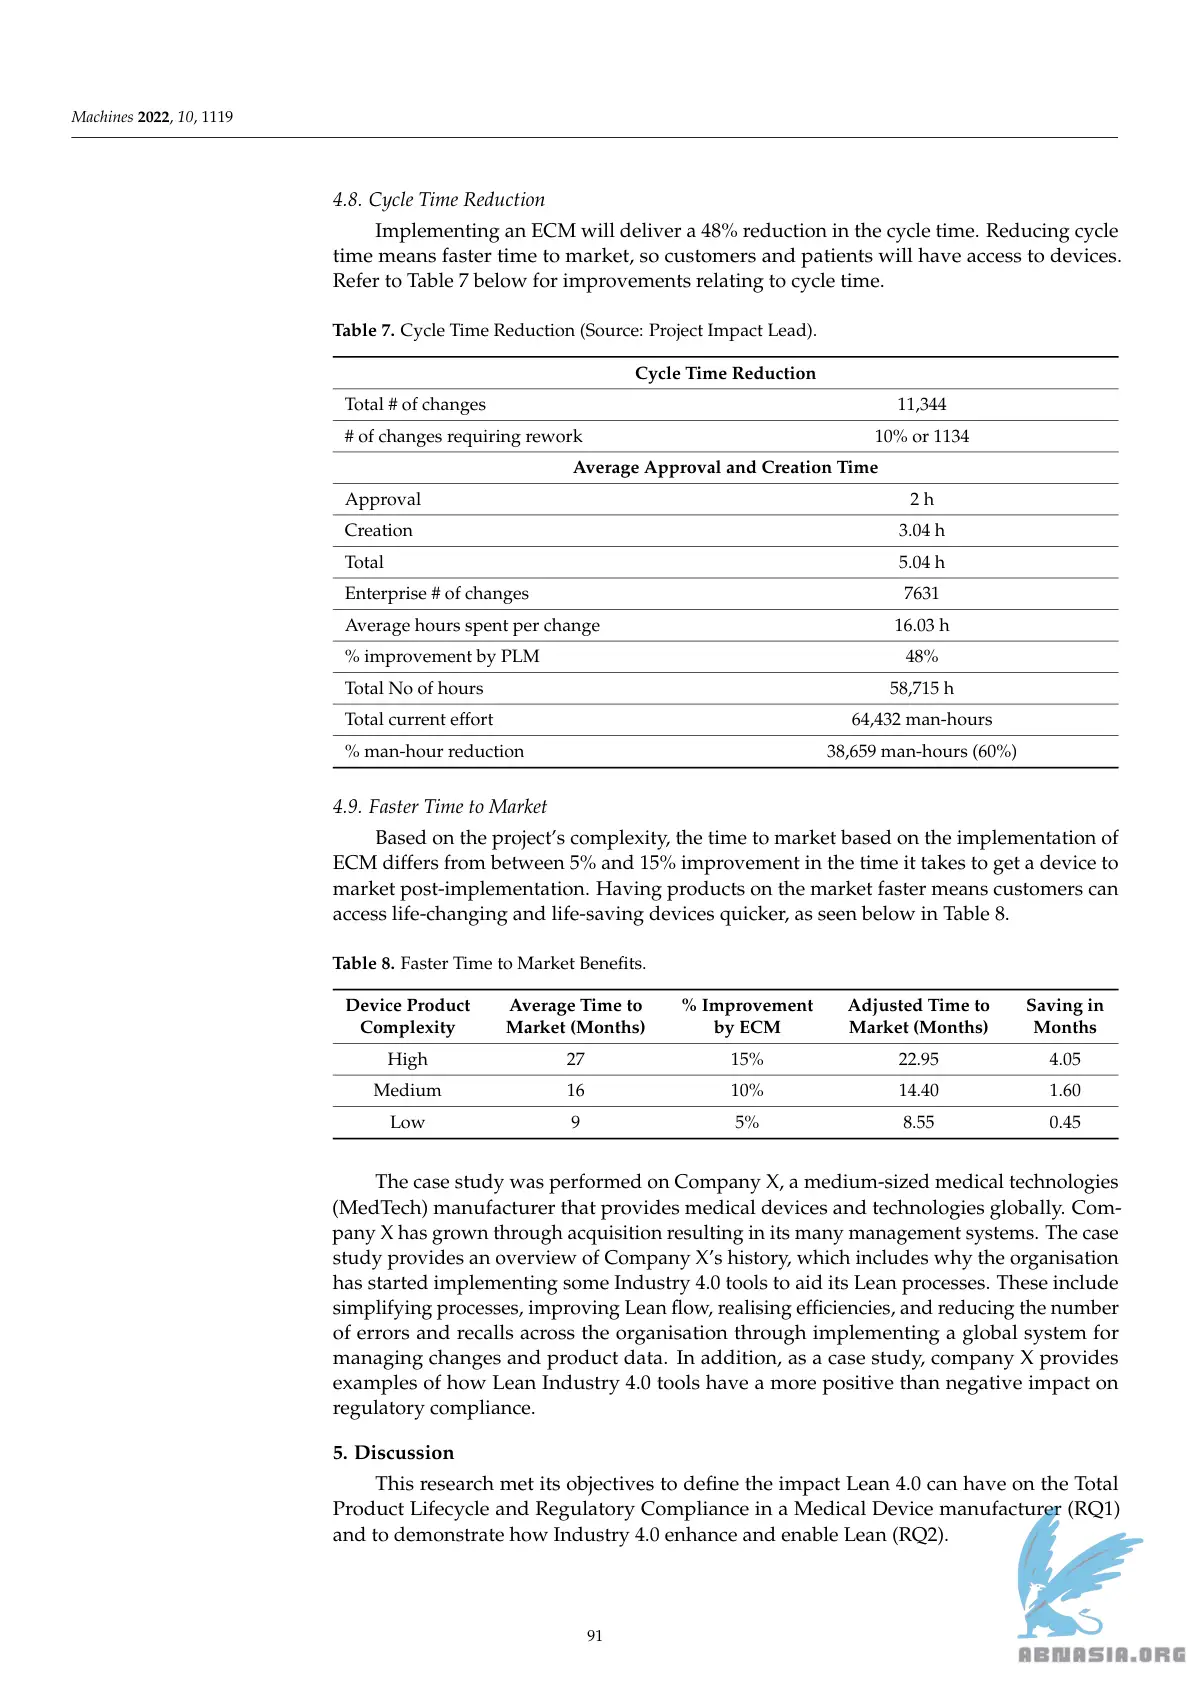 Machines 2022, 10, 1119
4.8. Cycle Time Reduction
Implementing an ECM will deliver a 48% reduction in the cycle time. Reducing cycle
time means faster time to market, so customers and patients will have access to devices.
Refer to Table 7 below for improvements relating to cycle time.
Table 7. Cycle Time Reduction (Source: Project Impact Lead).
Cycle Time Reduction
Total # of changes 11,344
# of changes requiring rework 10% or 1134
Average Approval and Creation Time
Approval 2 h
Creation 3.04 h
Total 5.04 h
Enterprise # of changes 7631
Average hours spent per change 16.03 h
% improvement by PLM 48%
Total No of hours 58,715 h
Total current effort 64,432 man-hours
% man-hour reduction 38,659 man-hours (60%)
4.9. Faster Time to Market
Based on the project's complexity, the time to market based on the implementation of
ECM differs from between 5% and 15% improvement in the time it takes to get a device to
market post-implementation. Having products on the market faster means customers can
access life-changing and life-saving devices quicker, as seen below in Table 8.
Table 8. Faster Time to Market Benefits.
Device Product Average Time to % Improvement Adjusted Time to Saving in
Complexity Market (Months) by ECM Market (Months) Months
High 27 15% 22.95 4.05
Medium 16 10% 14.40 1.60
Low 9 5% 8.55 0.45
The case study was performed on Company X, a medium-sized medical technologies
(MedTech) manufacturer that provides medical devices and technologies globally. Com-
pany X has grown through acquisition resulting in its many management systems. The case
study provides an overview of Company X's history, which includes why the organisation
has started implementing some Industry 4.0 tools to aid its Lean processes. These include
simplifying processes, improving Lean flow, realising efficiencies, and reducing the number
of errors and recalls across the organisation through implementing a global system for
managing changes and product data. In addition, as a case study, company X provides
examples of how Lean Industry 4.0 tools have a more positive than negative impact on
regulatory compliance.
5. Discussion
This research met its objectives to define the impact Lean 4.0 can have on the Total
Product Lifecycle and Regulatory Compliance in a Medical Device manufacturer (RQ1)
and to demonstrate how Industry 4.0 enhance and enable Lean (RQ2).
91
ABNASIA.ORG